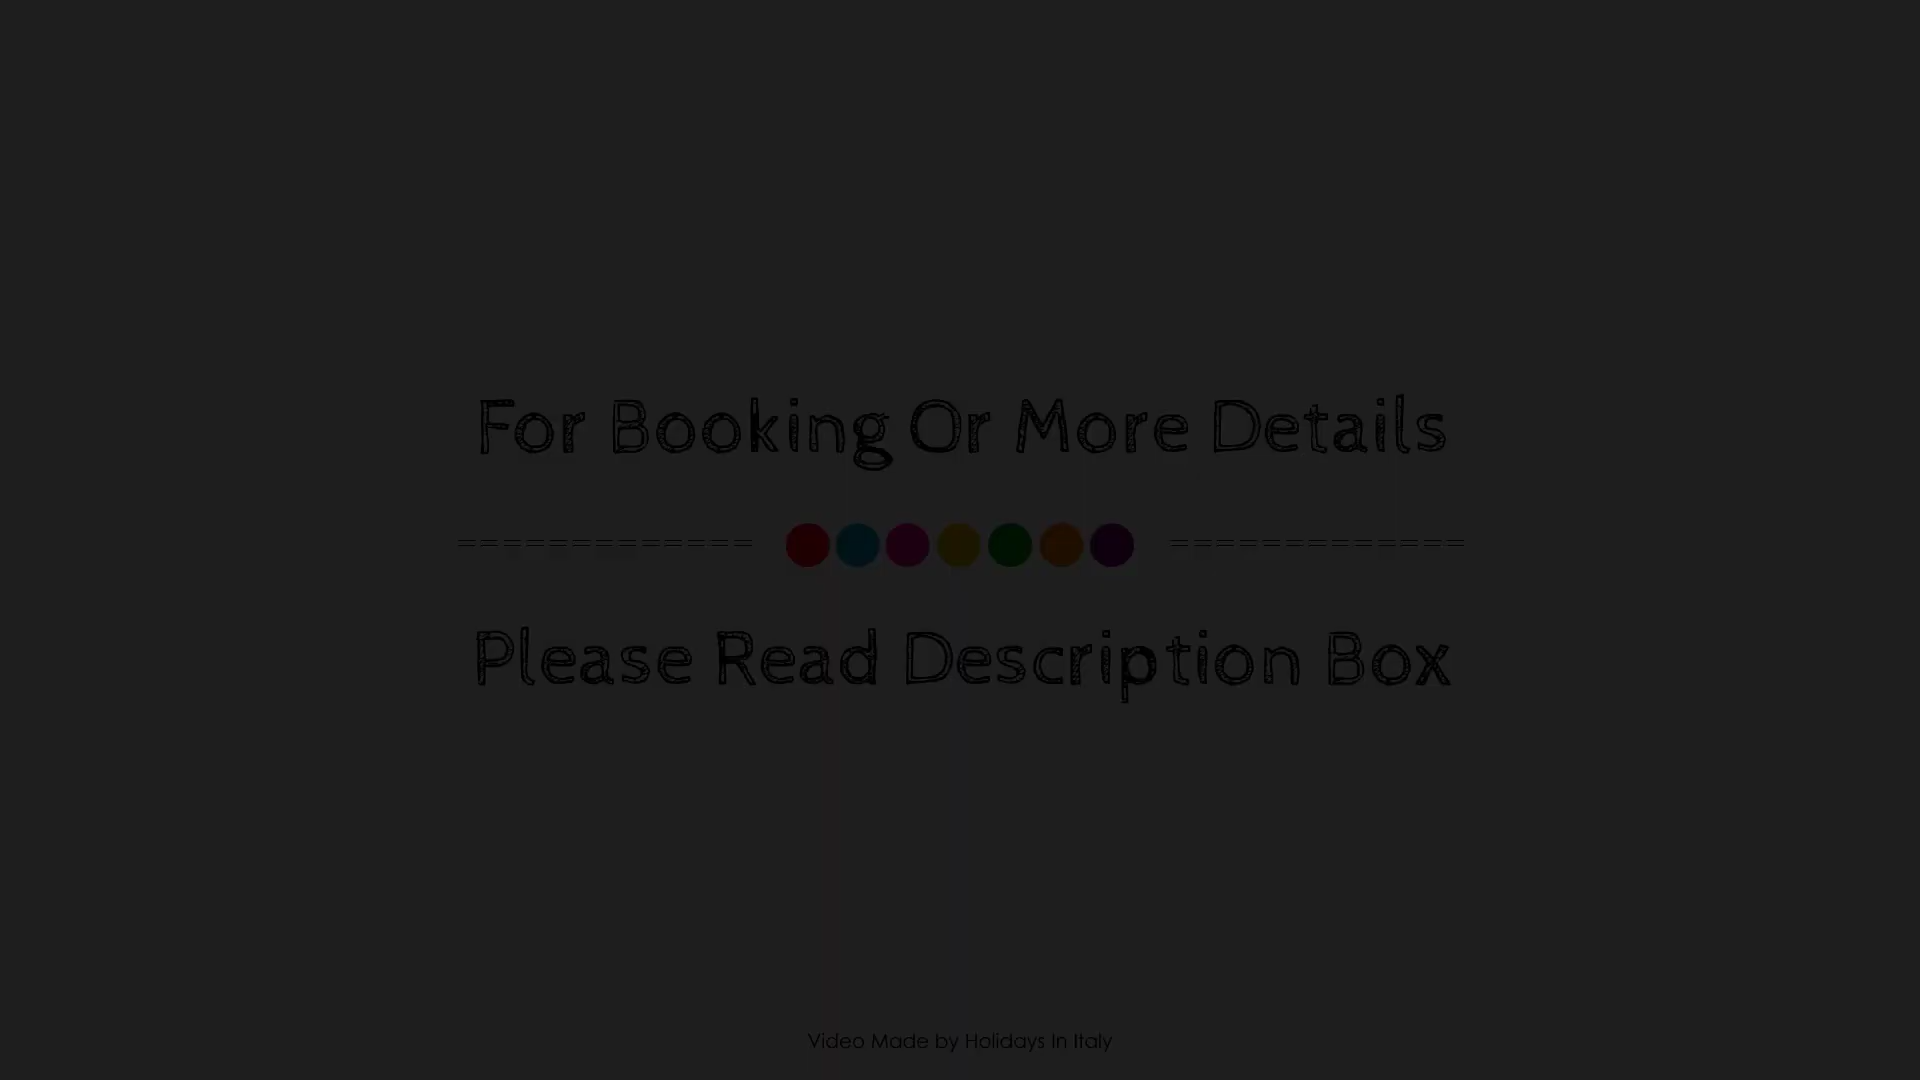 For Booking Or More Details
============= =============
Please Read Description Box
Video Made by Holidays In Italy